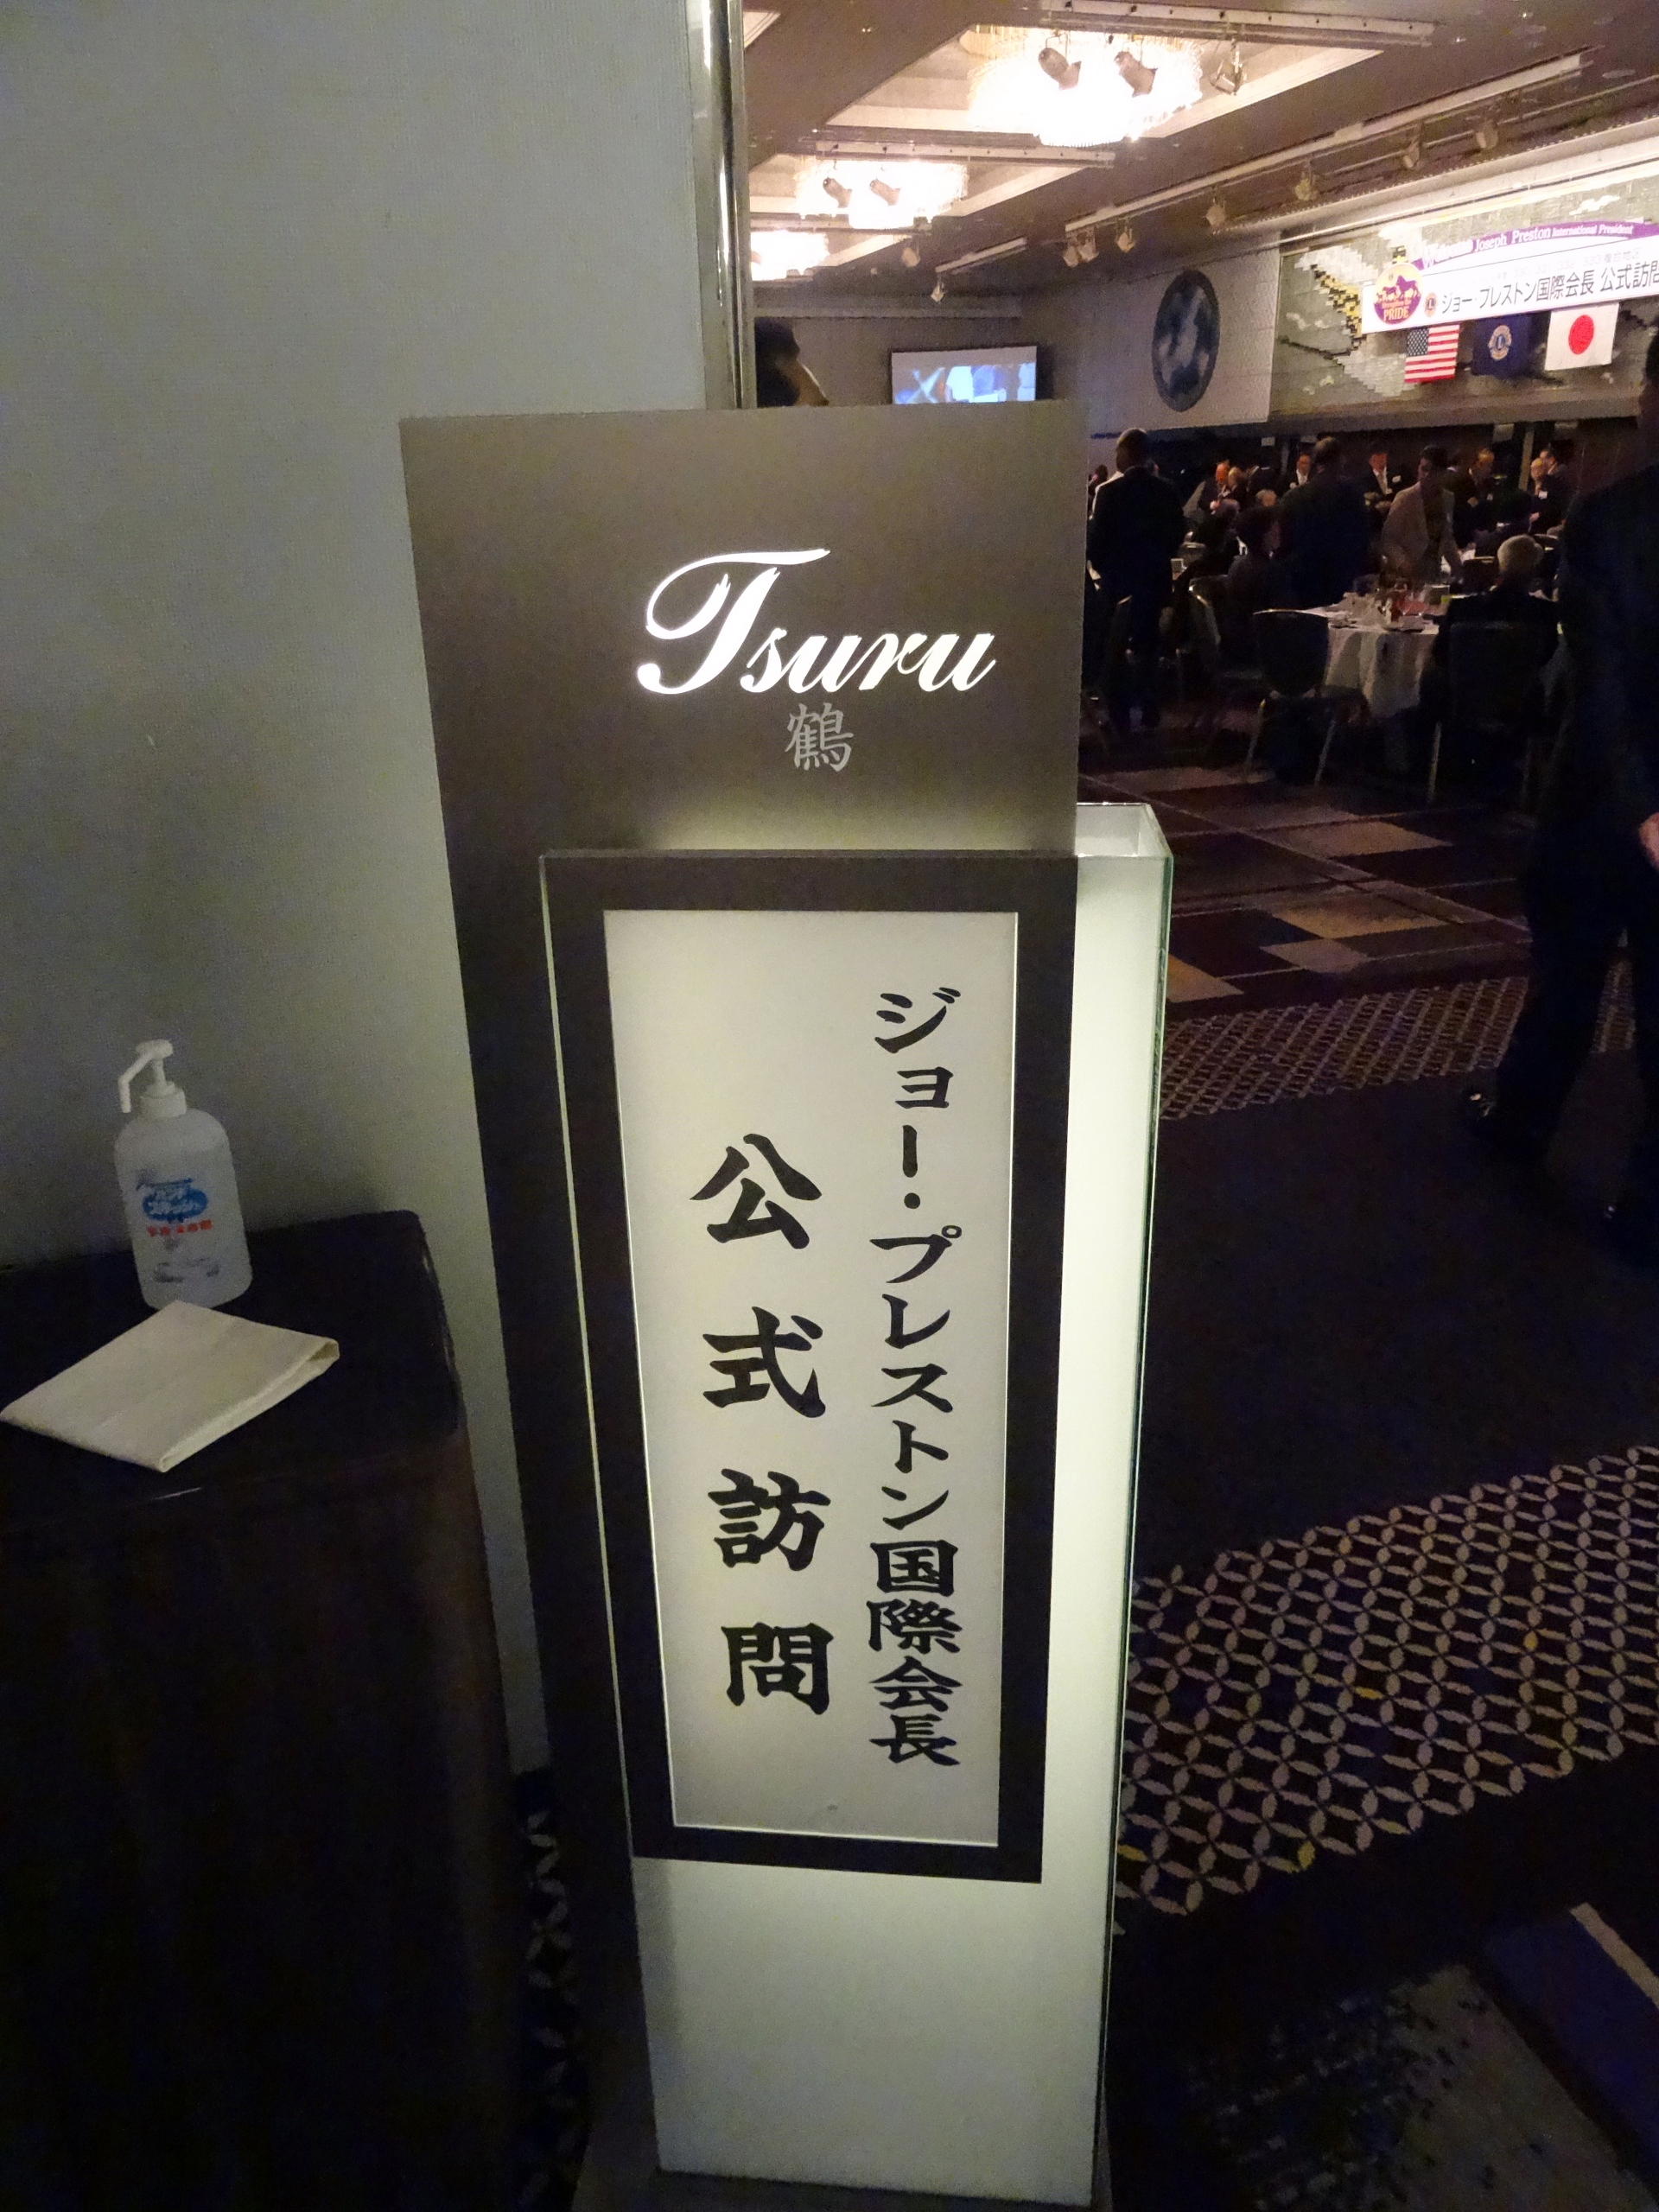 Tsuru
鶴
ジョー・プレストン国際会長
公式訪問
Welcome Joseph Preston International President
ジョー・プレストン国際会長 公式訪問
PRIDE